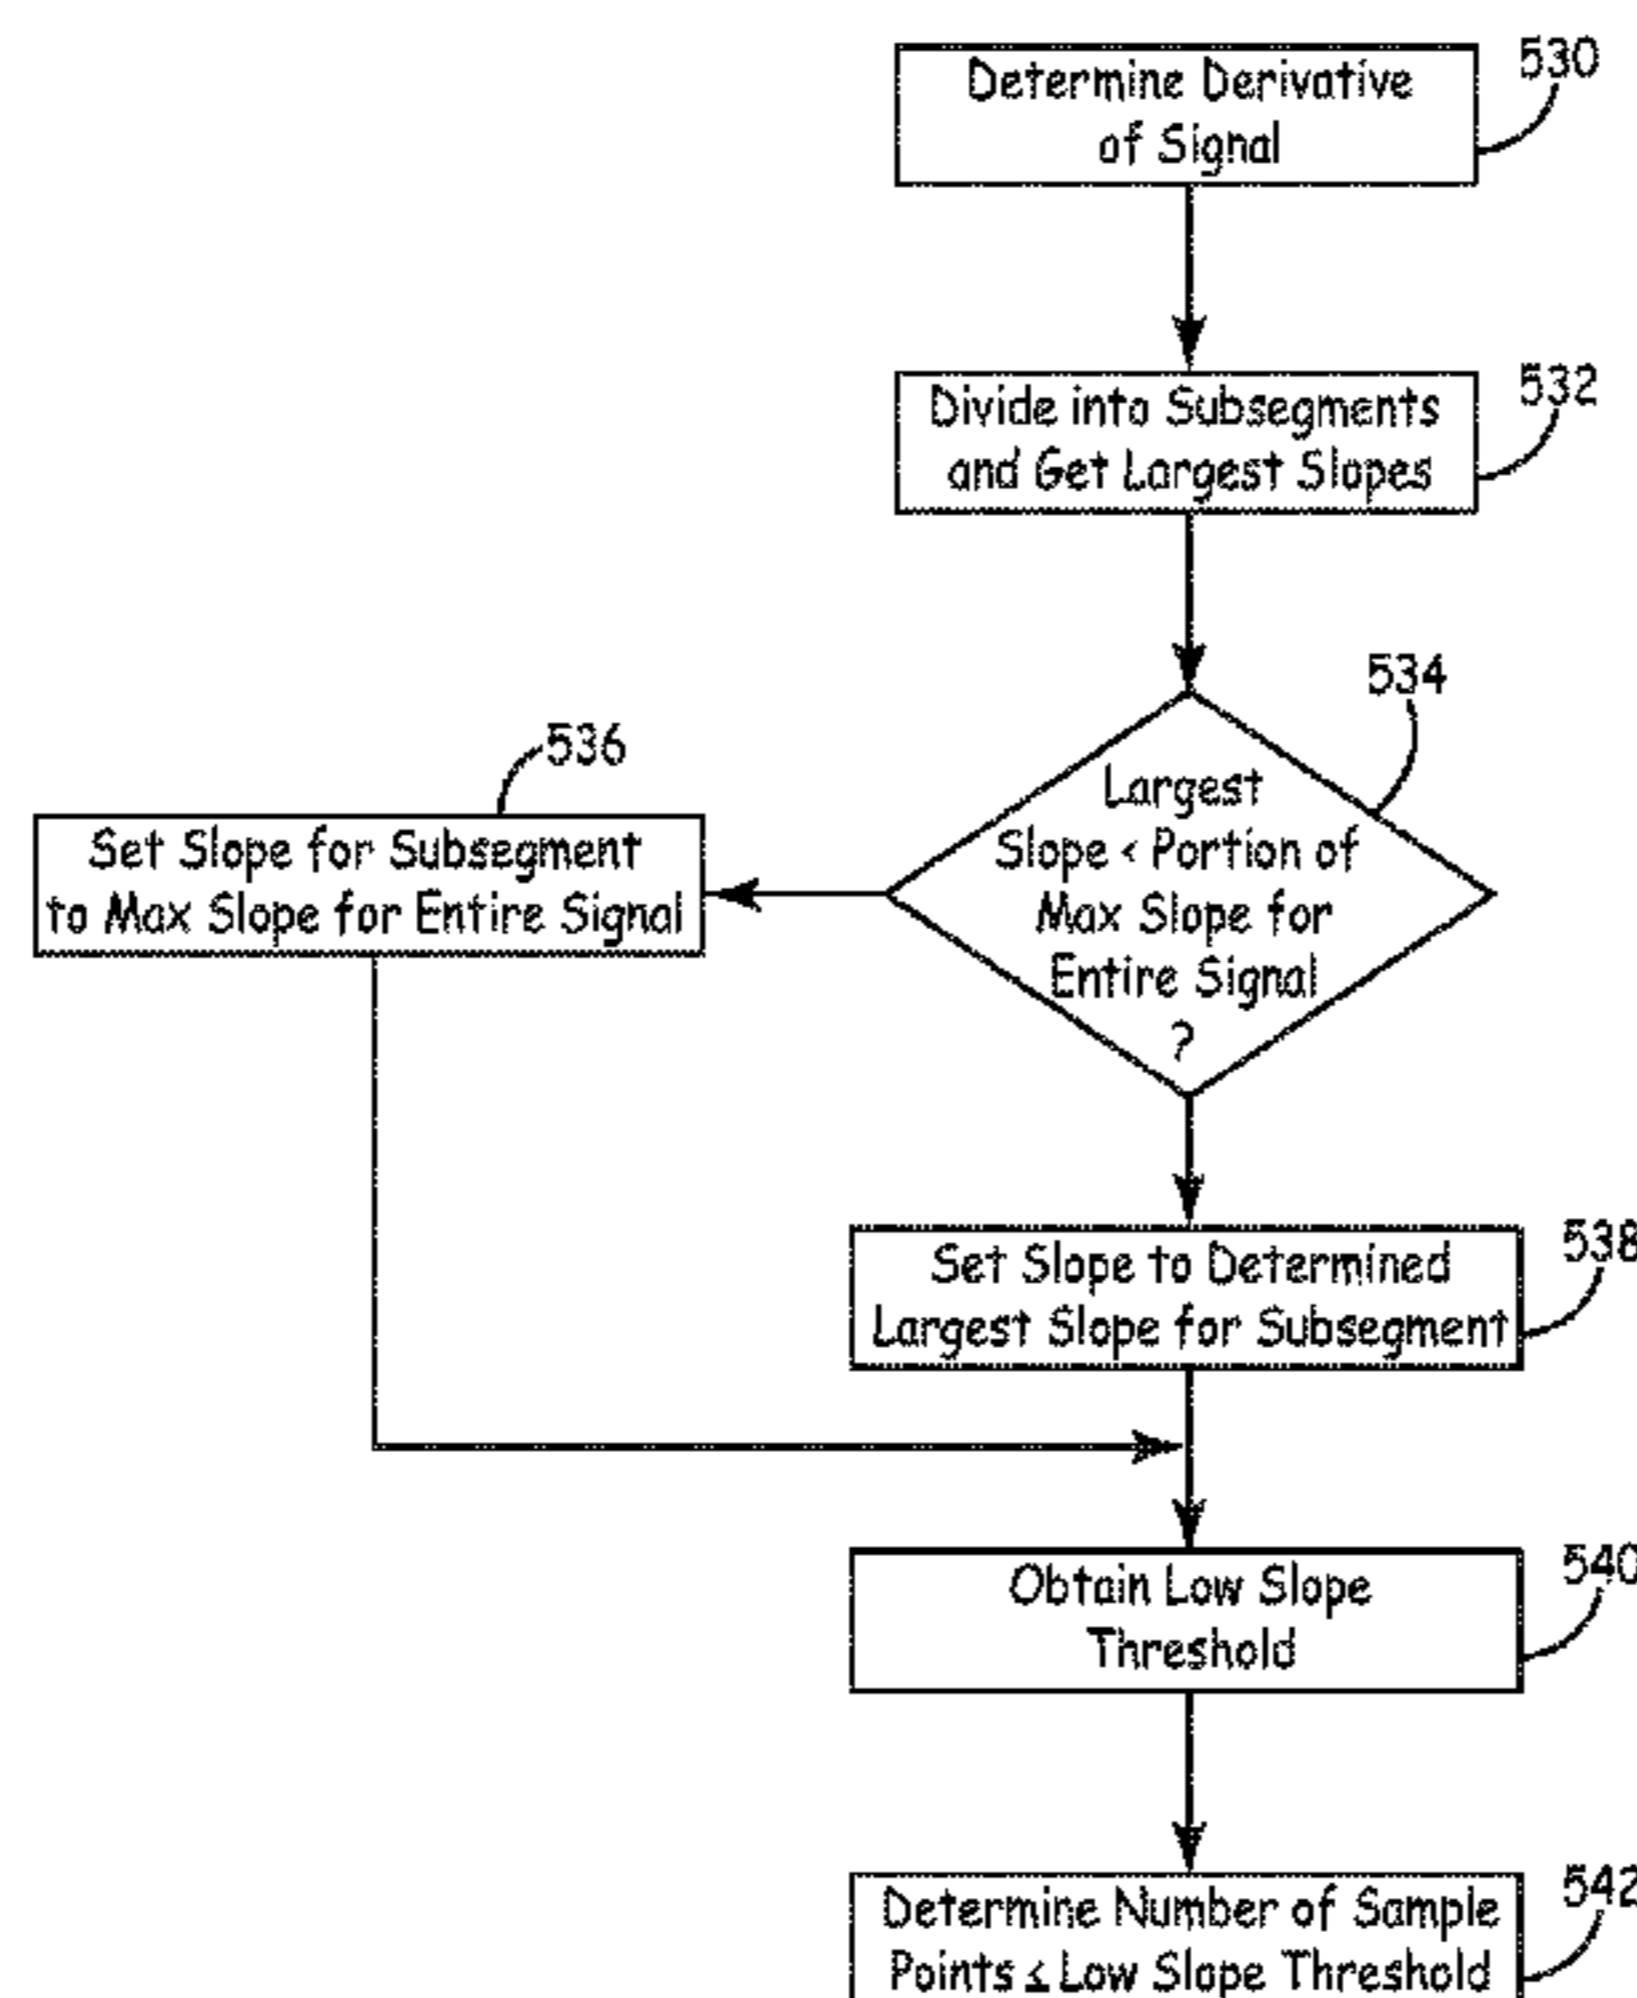 Determine Derivative
of Signal
530
Divide into Subsegments
and Get Largest Slopes
532
534
Largest
Slope < Portion of
Max Slope for
Entire Signal
?
536
Set Slope for Subsegment
to Max Slope for Entire Signal
Set Slope to Determined
Largest Slope for Subsegment
538
Obtain Low Slope
Threshold
540
Determine Number of Sample
Points ≤ Low Slope Threshold
542